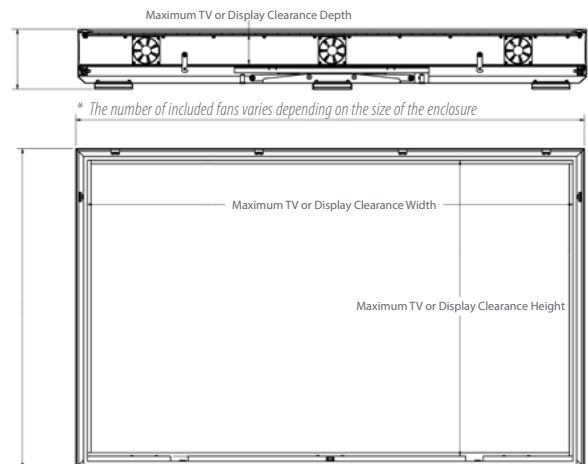 Maximum TV or Display Clearance Depth
* The number of included fans varies depending on the size of the enclosure
Maximum TV or Display Clearance Width
Maximum TV or Display Clearance Height